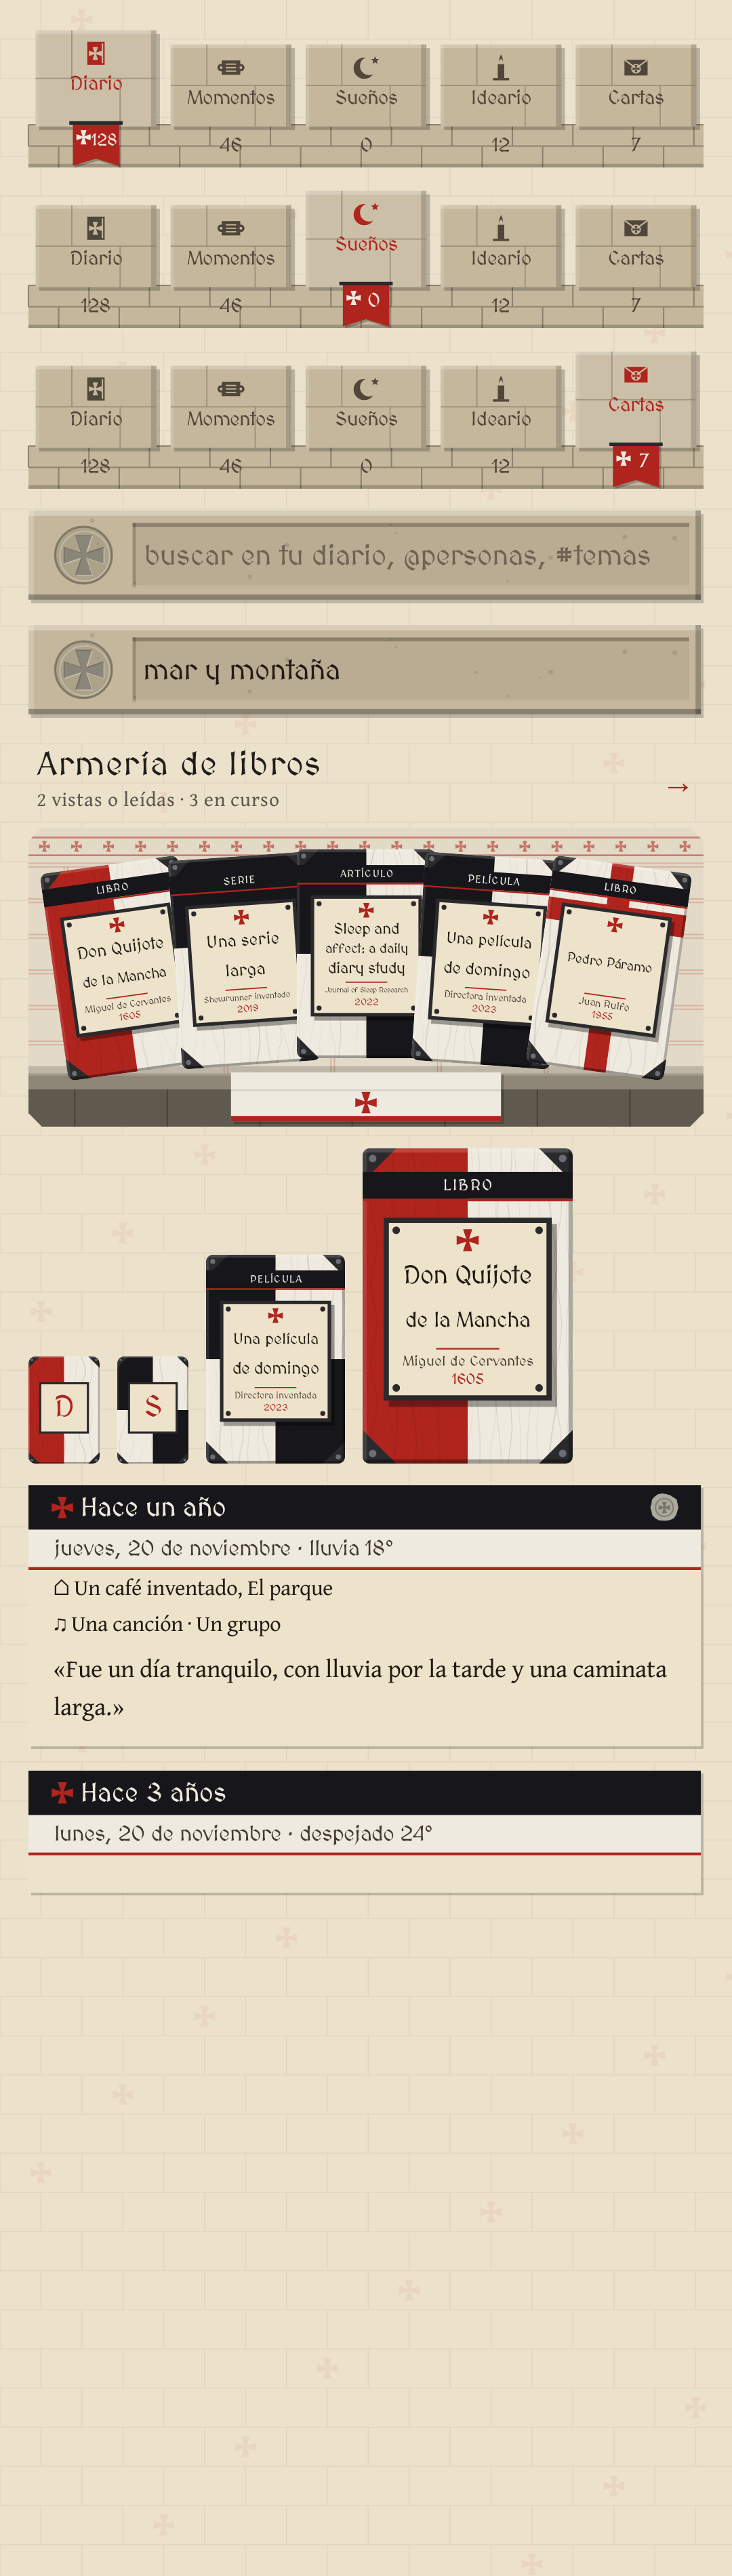 Diario Momentos Sueños Ideario Cartas
128 46 0 12 7
Diario Momentos Sueños Ideario Cartas
128 46 0 12 7
Diario Momentos Sueños Ideario Cartas
128 46 0 12 7
buscar en tu diario, @personas, #temas
mar y montaña
Armería de libros
2 vistas o leídas · 3 en curso
→
LIBRO
Don Quijote
de la Mancha
Miguel de Cervantes
1605
SERIE
Una serie
larga
Showrunner inventado
2019
ARTÍCULO
Sleep and
affect: a daily
diary study
Journal of Sleep Research
2022
PELÍCULA
Una película
de domingo
Directora inventada
2023
LIBRO
Pedro Páramo
Juan Rulfo
1955
D
S
PELÍCULA
Una película
de domingo
Directora inventada
2023
LIBRO
Don Quijote
de la Mancha
Miguel de Cervantes
1605
Hace un año
jueves, 20 de noviembre · lluvia 18°
Un café inventado, El parque
♫ Una canción · Un grupo
«Fue un día tranquilo, con lluvia por la tarde y una caminata
larga.»
Hace 3 años
lunes, 20 de noviembre · despejado 24°